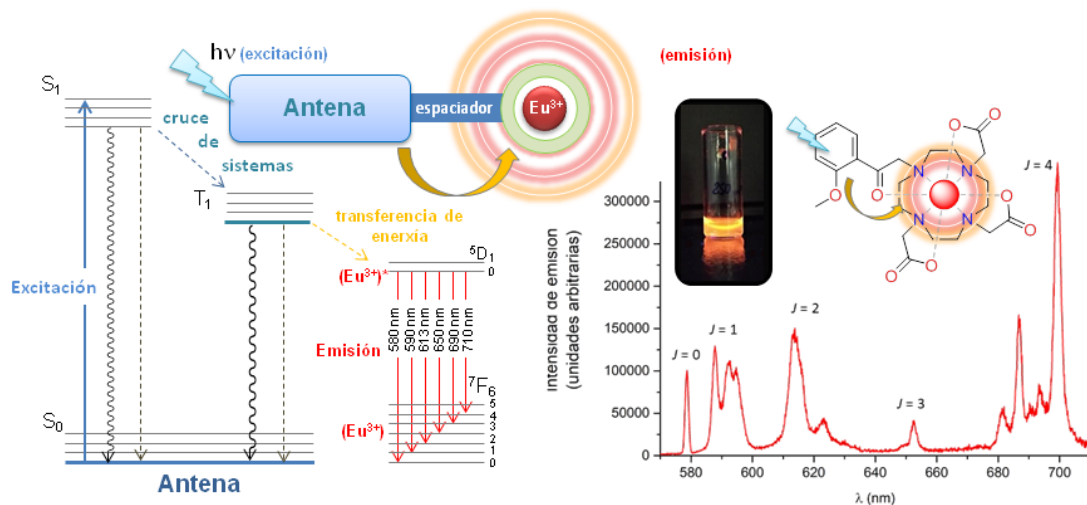 hν (excitación)
Antena
espaciador
Eu³⁺
(emisión)
S₁
cruce
de
sistemas
T₁
transferencia de
enerxía
⁵D₁
0
(Eu³⁺)*
Excitación
Emisión
580 nm
590 nm
613 nm
650 nm
690 nm
710 nm
⁷F₆
5
4
3
2
1
0
(Eu³⁺)
S₀
Antena
Intensidad de emisión
(unidades arbitrarias)
350000
300000
250000
200000
150000
100000
50000
0
J = 0
J = 1
J = 2
J = 3
J = 4
580
600
620
640
660
680
700
λ (nm)
O
O
O
O
N
N
N
N
O
O
O
O